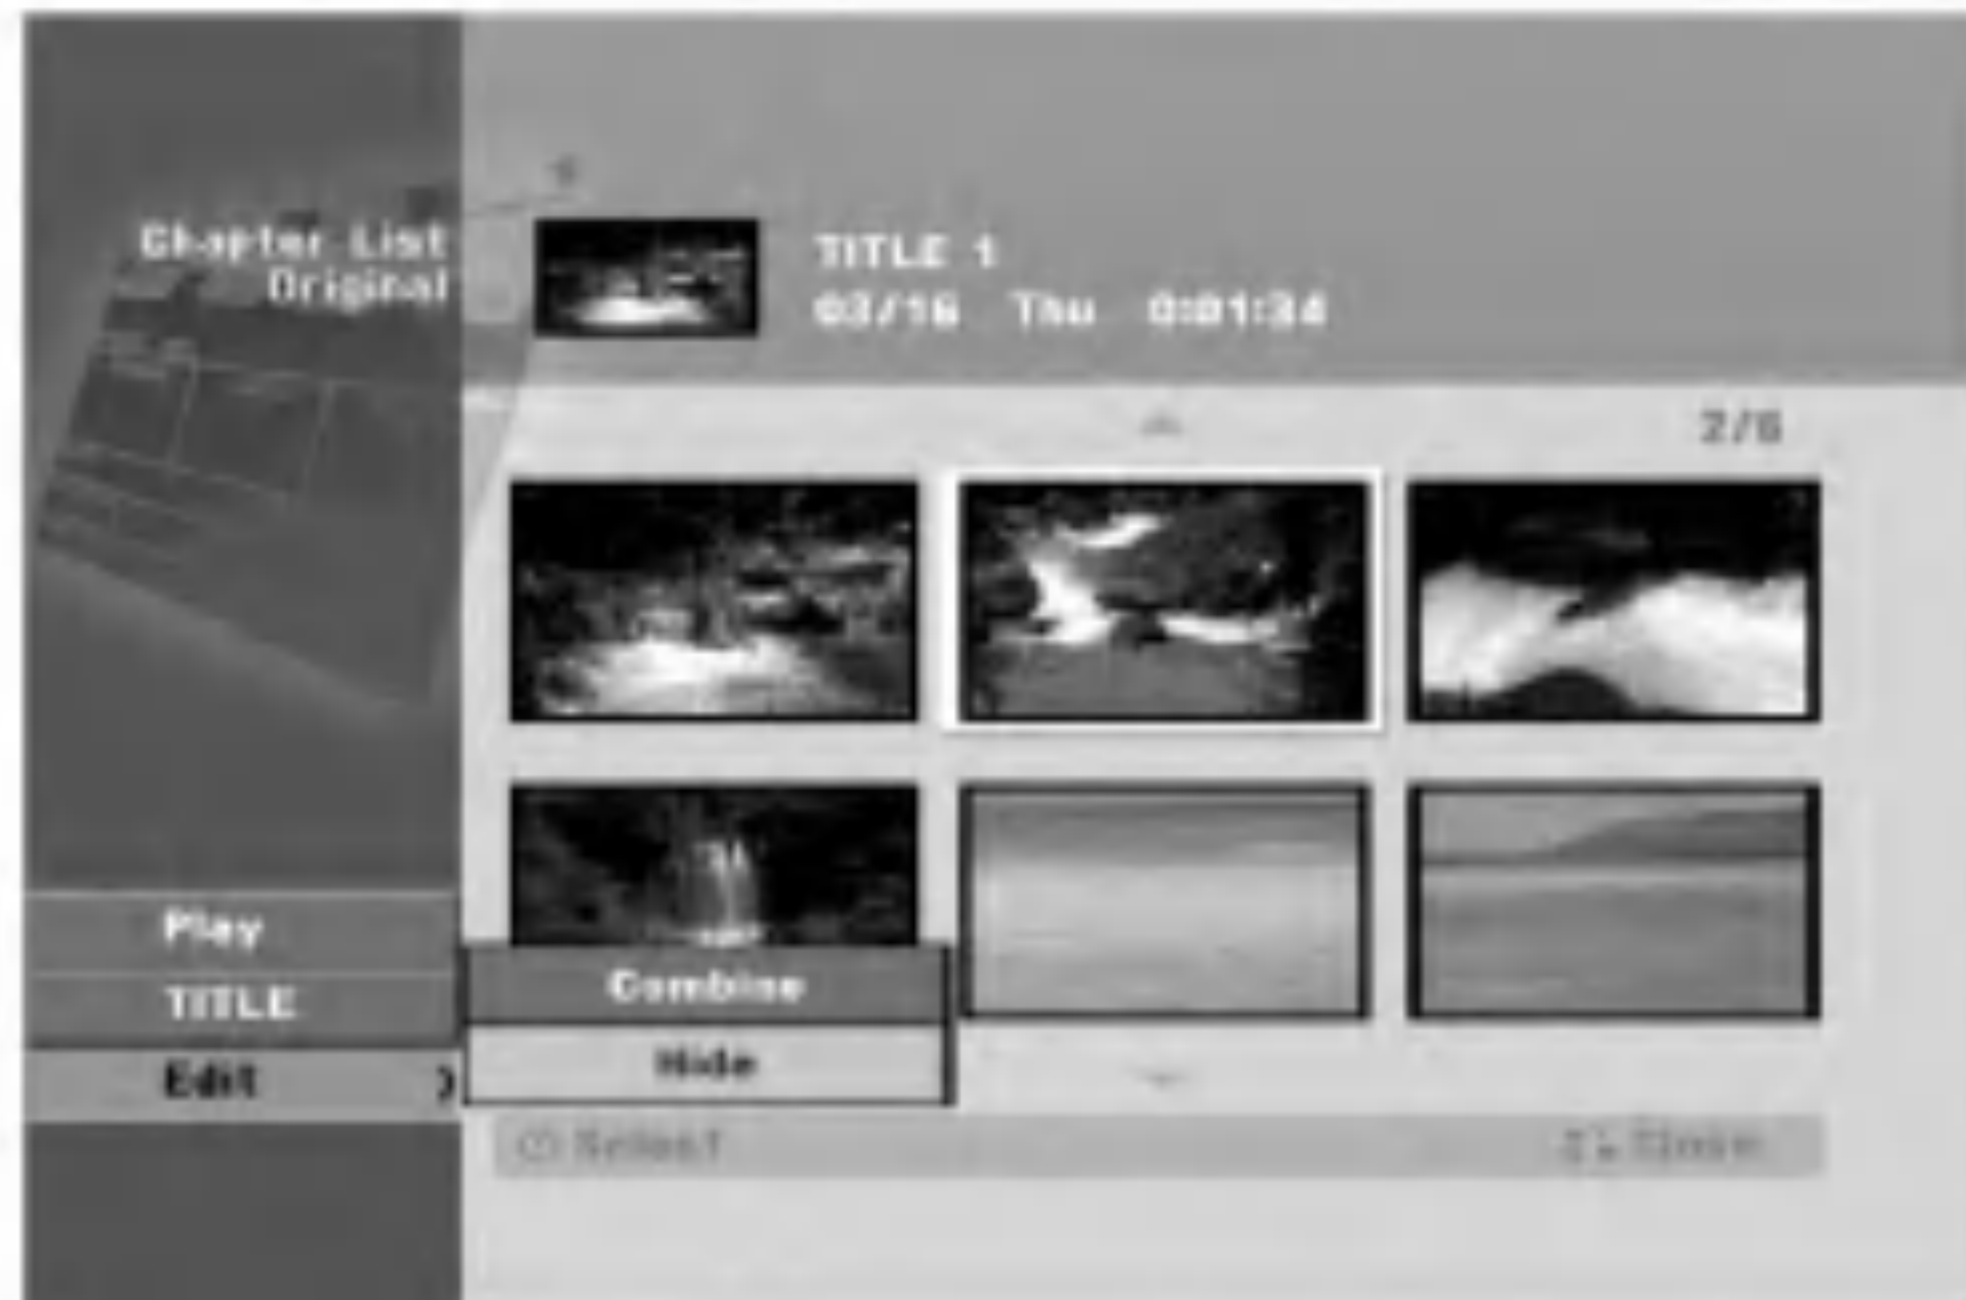 Chapter List
Original
TITLE 1
03/16 Thu 0:01:34
2/6
Play
TITLE
Edit
Combine
Hide
Select
Close